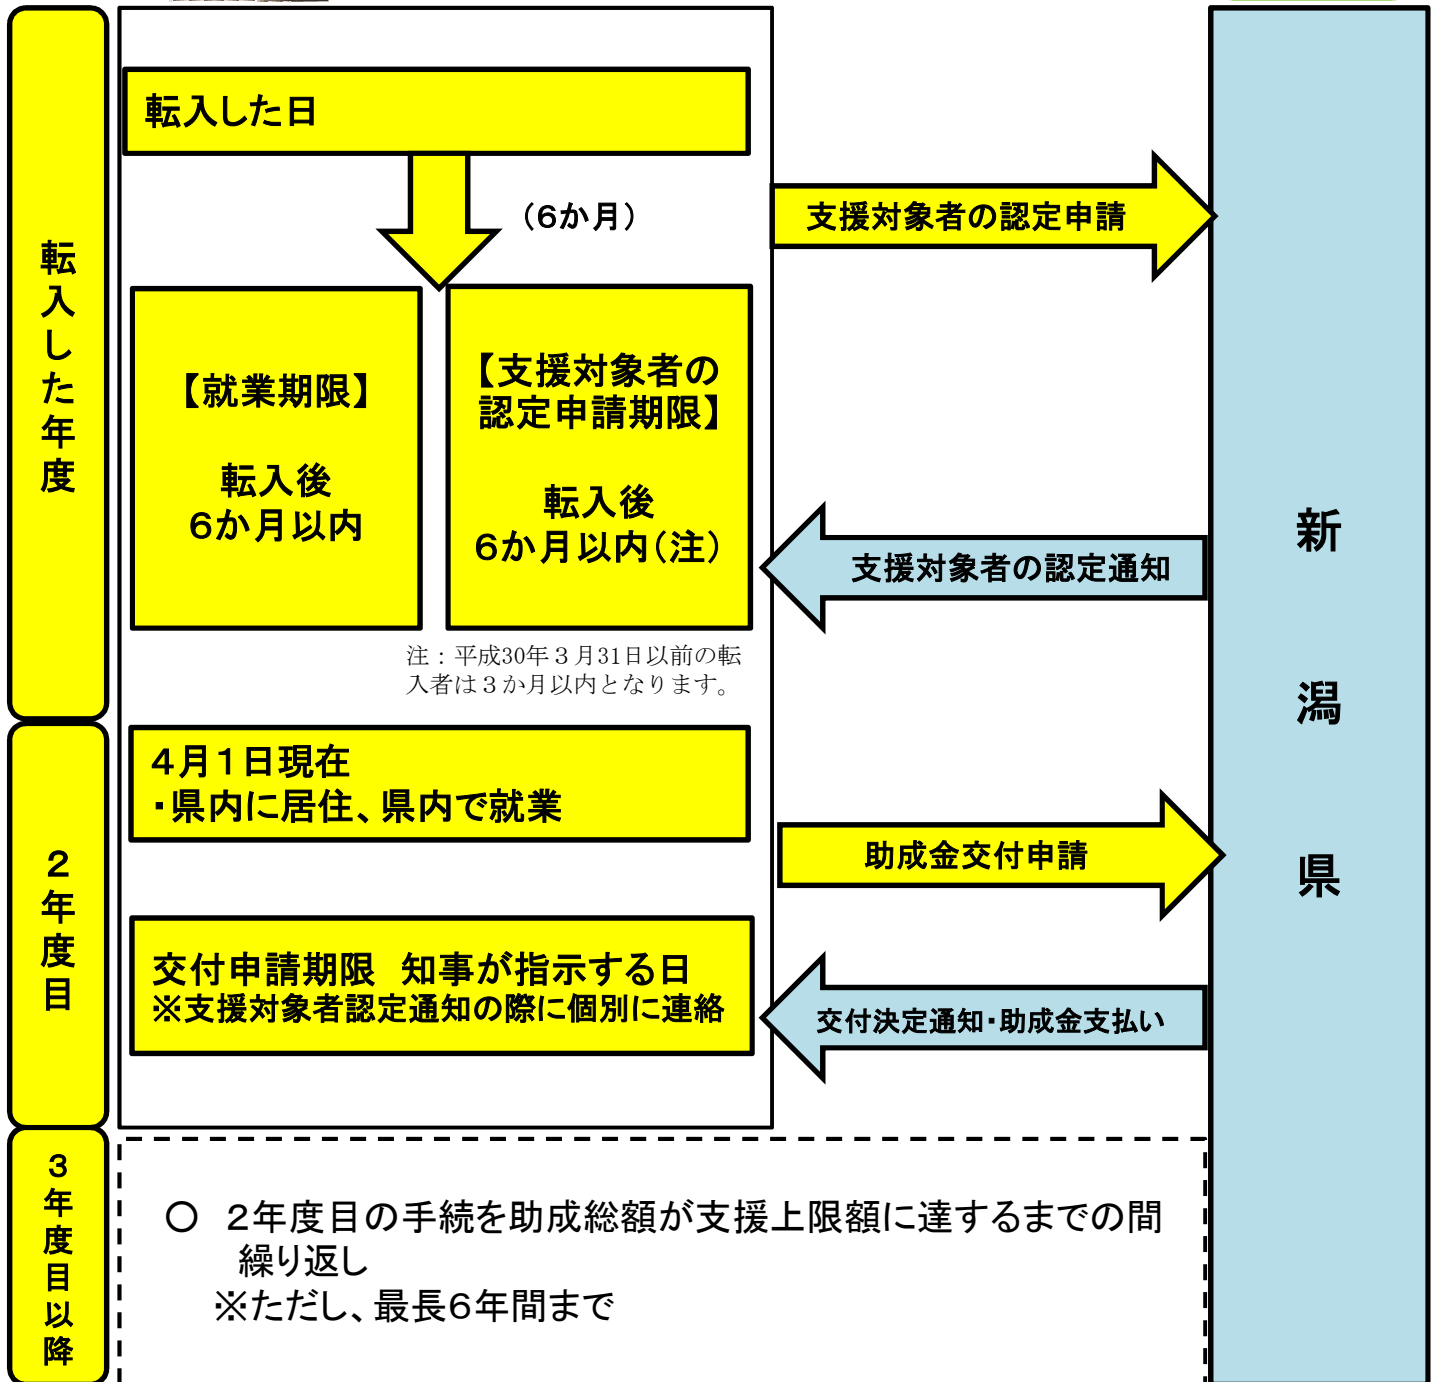 転入した年度
転入した日
(6か月)
支援対象者の認定申請
【就業期限】
転入後
6か月以内
【支援対象者の
認定申請期限】
転入後
6か月以内(注)
支援対象者の認定通知
注：平成30年３月31日以前の転
入者は３か月以内となります。
新潟県
2年度目
4月1日現在
・県内に居住、県内で就業
助成金交付申請
交付申請期限　知事が指示する日
※支援対象者認定通知の際に個別に連絡
交付決定通知・助成金支払い
3年度目以降
○　2年度目の手続を助成総額が支援上限額に達するまでの間
繰り返し
※ただし、最長6年間まで